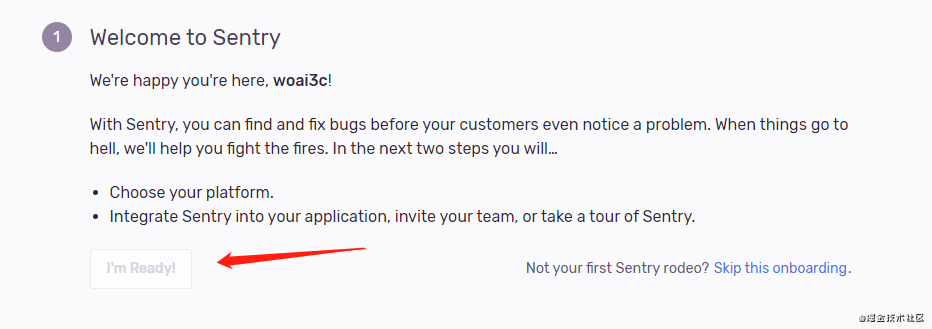 1 Welcome to Sentry
We're happy you're here, woai3c!
With Sentry, you can find and fix bugs before your customers even notice a problem. When things go to
hell, we'll help you fight the fires. In the next two steps you will…
• Choose your platform.
• Integrate Sentry into your application, invite your team, or take a tour of Sentry.
I'm Ready! Not your first Sentry rodeo? Skip this onboarding.
@掘金技术社区